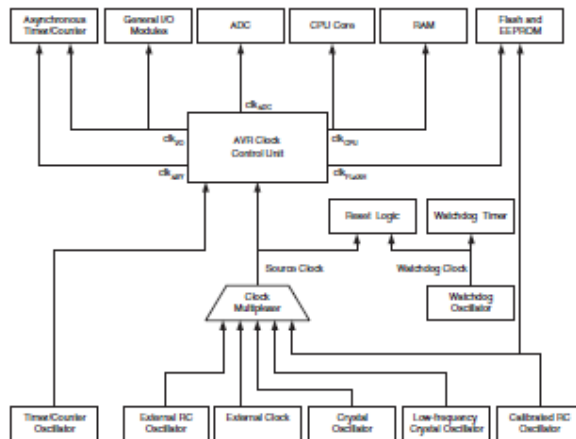 Asynchronous
Timer/Counter
General I/O
Modules
ADC
CPU Core
RAM
Flash and
EEPROM
clkADC
clkI/O
AVR Clock
Control Unit
clkCPU
clkASY
clkFLASH
Reset Logic
Watchdog Timer
Source Clock
Watchdog Clock
Clock
Multiplexer
Watchdog
Oscillator
Timer/Counter
Oscillator
External RC
Oscillator
External Clock
Crystal
Oscillator
Low-frequency
Crystal Oscillator
Calibrated RC
Oscillator